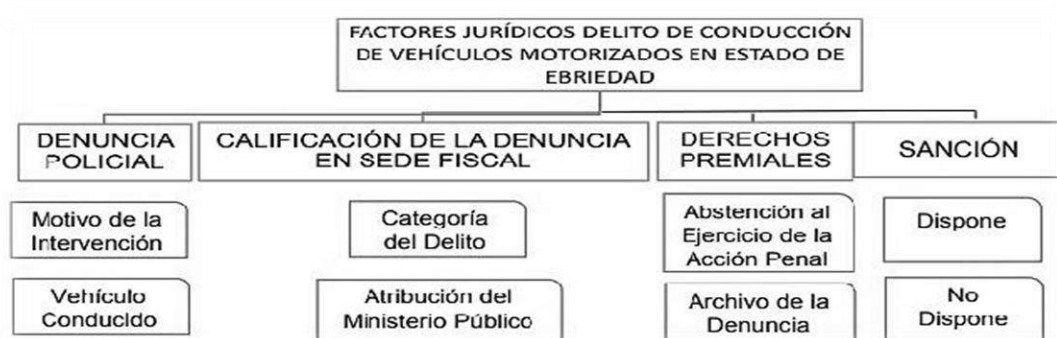 FACTORES JURÍDICOS DELITO DE CONDUCCIÓN
DE VEHÍCULOS MOTORIZADOS EN ESTADO DE
EBRIEDAD
DENUNCIA
POLICIAL
CALIFICACIÓN DE LA DENUNCIA
EN SEDE FISCAL
DERECHOS
PREMIALES
SANCIÓN
Motivo de la
Intervención
Categoría
del Delito
Abstención al
Ejercicio de la
Acción Penal
Dispone
Vehículo
Conducido
Atribución del
Ministerio Público
Archivo de la
Denuncia
No
Dispone